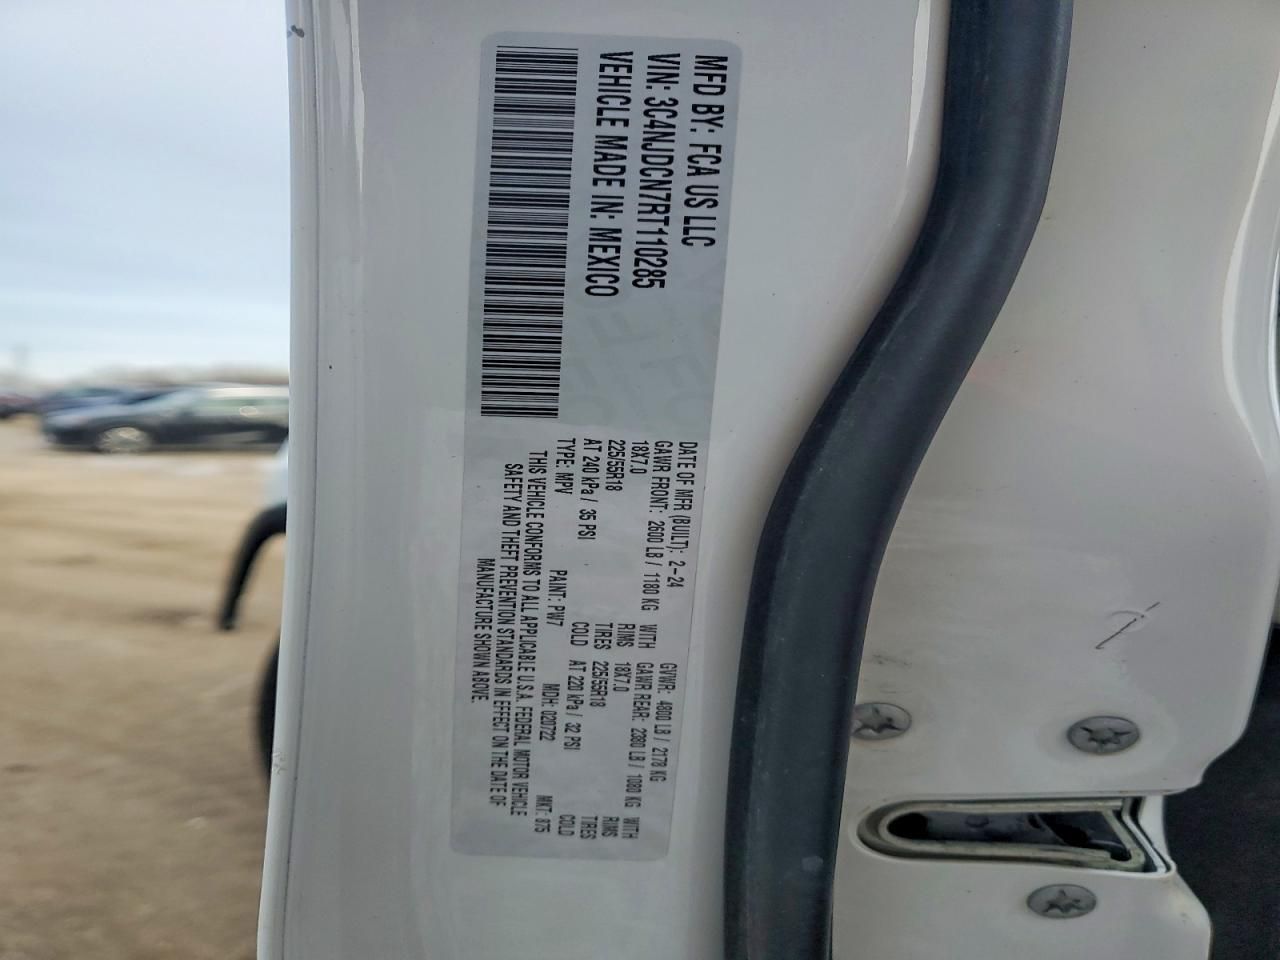 MFD BY: FCA US LLC
VIN: 3C4NJDCN7RT110285
VEHICLE MADE IN: MEXICO
DATE OF MFR (BUILT): 2-24 GVWR: 4800 LB / 2178 KG
GAWR FRONT: 2600 LB / 1180 KG WITH GAWR REAR: 2380 LB / 1080 KG WITH
18X7.0 RIMS 18X7.0 RIMS
225/55R18 TIRES 225/55R18 TIRES
AT 240 kPa / 35 PSI COLD AT 220 kPa / 32 PSI COLD
TYPE: MPV PAINT: PW7 MDH: 020722 MKT: 875
THIS VEHICLE CONFORMS TO ALL APPLICABLE U.S.A. FEDERAL MOTOR VEHICLE
SAFETY AND THEFT PREVENTION STANDARDS IN EFFECT ON THE DATE OF
MANUFACTURE SHOWN ABOVE.